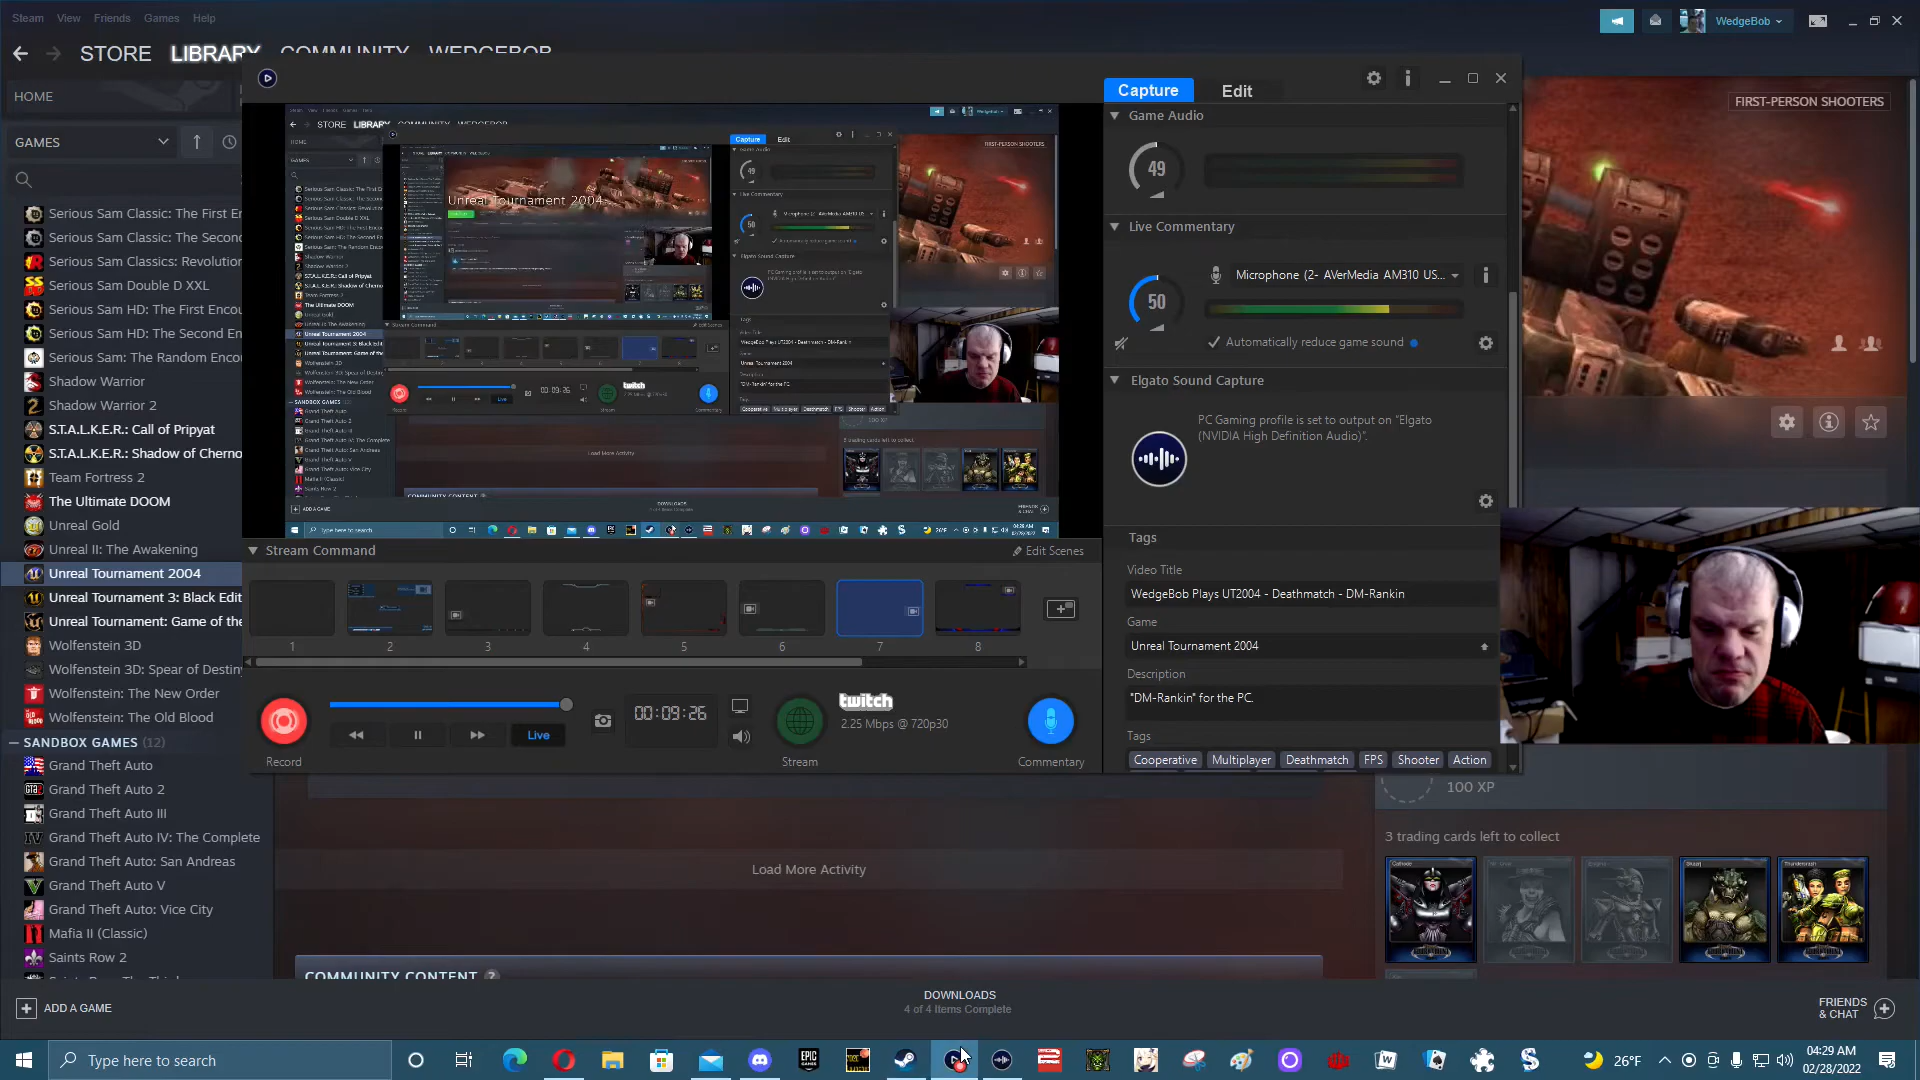 Steam View Friends Games Help
WedgeBob
STORE LIBRARY COMMUNITY WEDGEBOB
HOME
GAMES
Serious Sam Classic: The First Er
Serious Sam Classic: The Second
Serious Sam Classics: Revolution
Serious Sam Double D XXL
Serious Sam HD: The First Encou
Serious Sam HD: The Second En
Serious Sam: The Random Encou
Shadow Warrior
Shadow Warrior 2
S.T.A.L.K.E.R.: Call of Pripyat
S.T.A.L.K.E.R.: Shadow of Cherno
Team Fortress 2
The Ultimate DOOM
Unreal Gold
Unreal II: The Awakening
Unreal Tournament 2004
Unreal Tournament 3: Black Edit
Unreal Tournament: Game of the
Wolfenstein 3D
Wolfenstein 3D: Spear of Destiny
Wolfenstein: The New Order
Wolfenstein: The Old Blood
SANDBOX GAMES (12)
Grand Theft Auto
Grand Theft Auto 2
Grand Theft Auto III
Grand Theft Auto IV: The Complete
Grand Theft Auto: San Andreas
Grand Theft Auto V
Grand Theft Auto: Vice City
Mafia II (Classic)
Saints Row 2
ADD A GAME
Unreal Tournament 2004
Stream Command
Edit Scenes
1 2 3 4 5 6 7 8
Record
Live
00:09:26
Stream
twitch
2.25 Mbps @ 720p30
Commentary
Capture Edit
Game Audio
49
Live Commentary
50
Microphone (2- AVerMedia AM310 US...
Automatically reduce game sound
Elgato Sound Capture
PC Gaming profile is set to output on "Elgato
(NVIDIA High Definition Audio)".
Tags
Video Title
WedgeBob Plays UT2004 - Deathmatch - DM-Rankin
Game
Unreal Tournament 2004
Description
"DM-Rankin" for the PC.
Tags
Cooperative Multiplayer Deathmatch FPS Shooter Action
FIRST-PERSON SHOOTERS
100 XP
3 trading cards left to collect
Load More Activity
COMMUNITY CONTENT ?
DOWNLOADS
4 of 4 Items Complete
FRIENDS
& CHAT
Type here to search
26°F
04:29 AM
02/28/2022